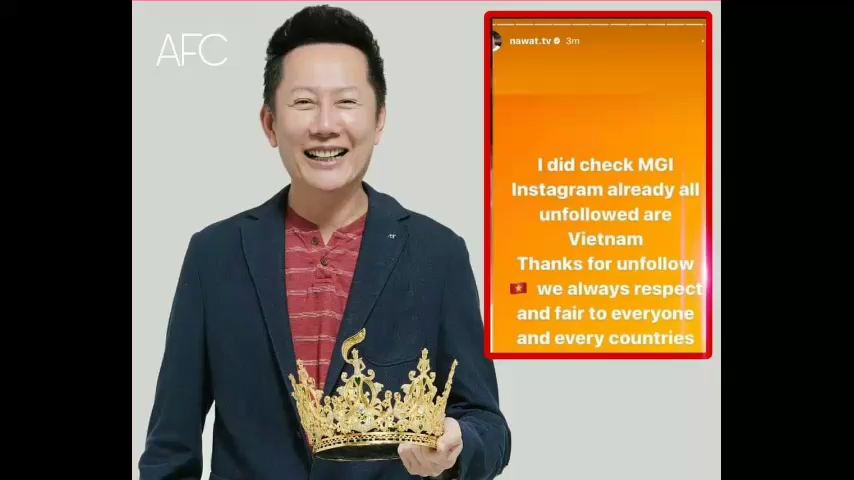 AFC
nawat.tv 3m
I did check MGI
Instagram already all
unfollowed are
Vietnam
Thanks for unfollow
🇻🇳 we always respect
and fair to everyone
and every countries